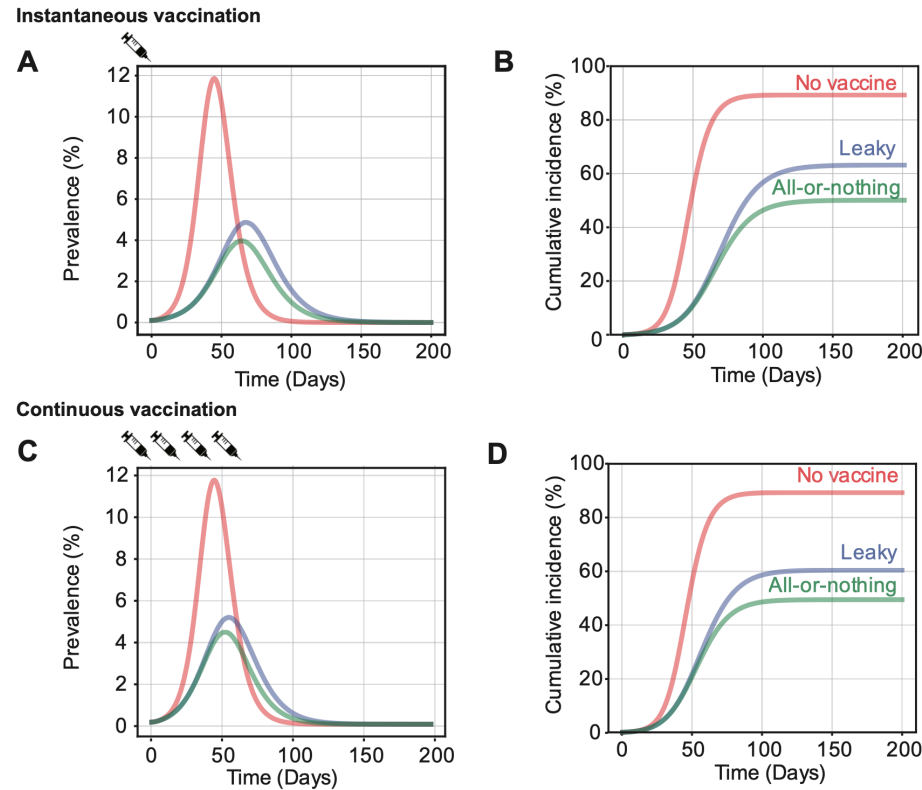 Instantaneous vaccination
A
B
12
10
8
6
4
2
0
Prevalence (%)
0 50 100 150 200
Time (Days)
100
80
60
40
20
0
Cumulative incidence (%)
No vaccine
Leaky
All-or-nothing
0 50 100 150 200
Time (Days)
Continuous vaccination
C
D
12
10
8
6
4
2
0
Prevalence (%)
0 50 100 150 200
Time (Days)
100
80
60
40
20
0
Cumulative incidence (%)
No vaccine
Leaky
All-or-nothing
0 50 100 150 200
Time (Days)